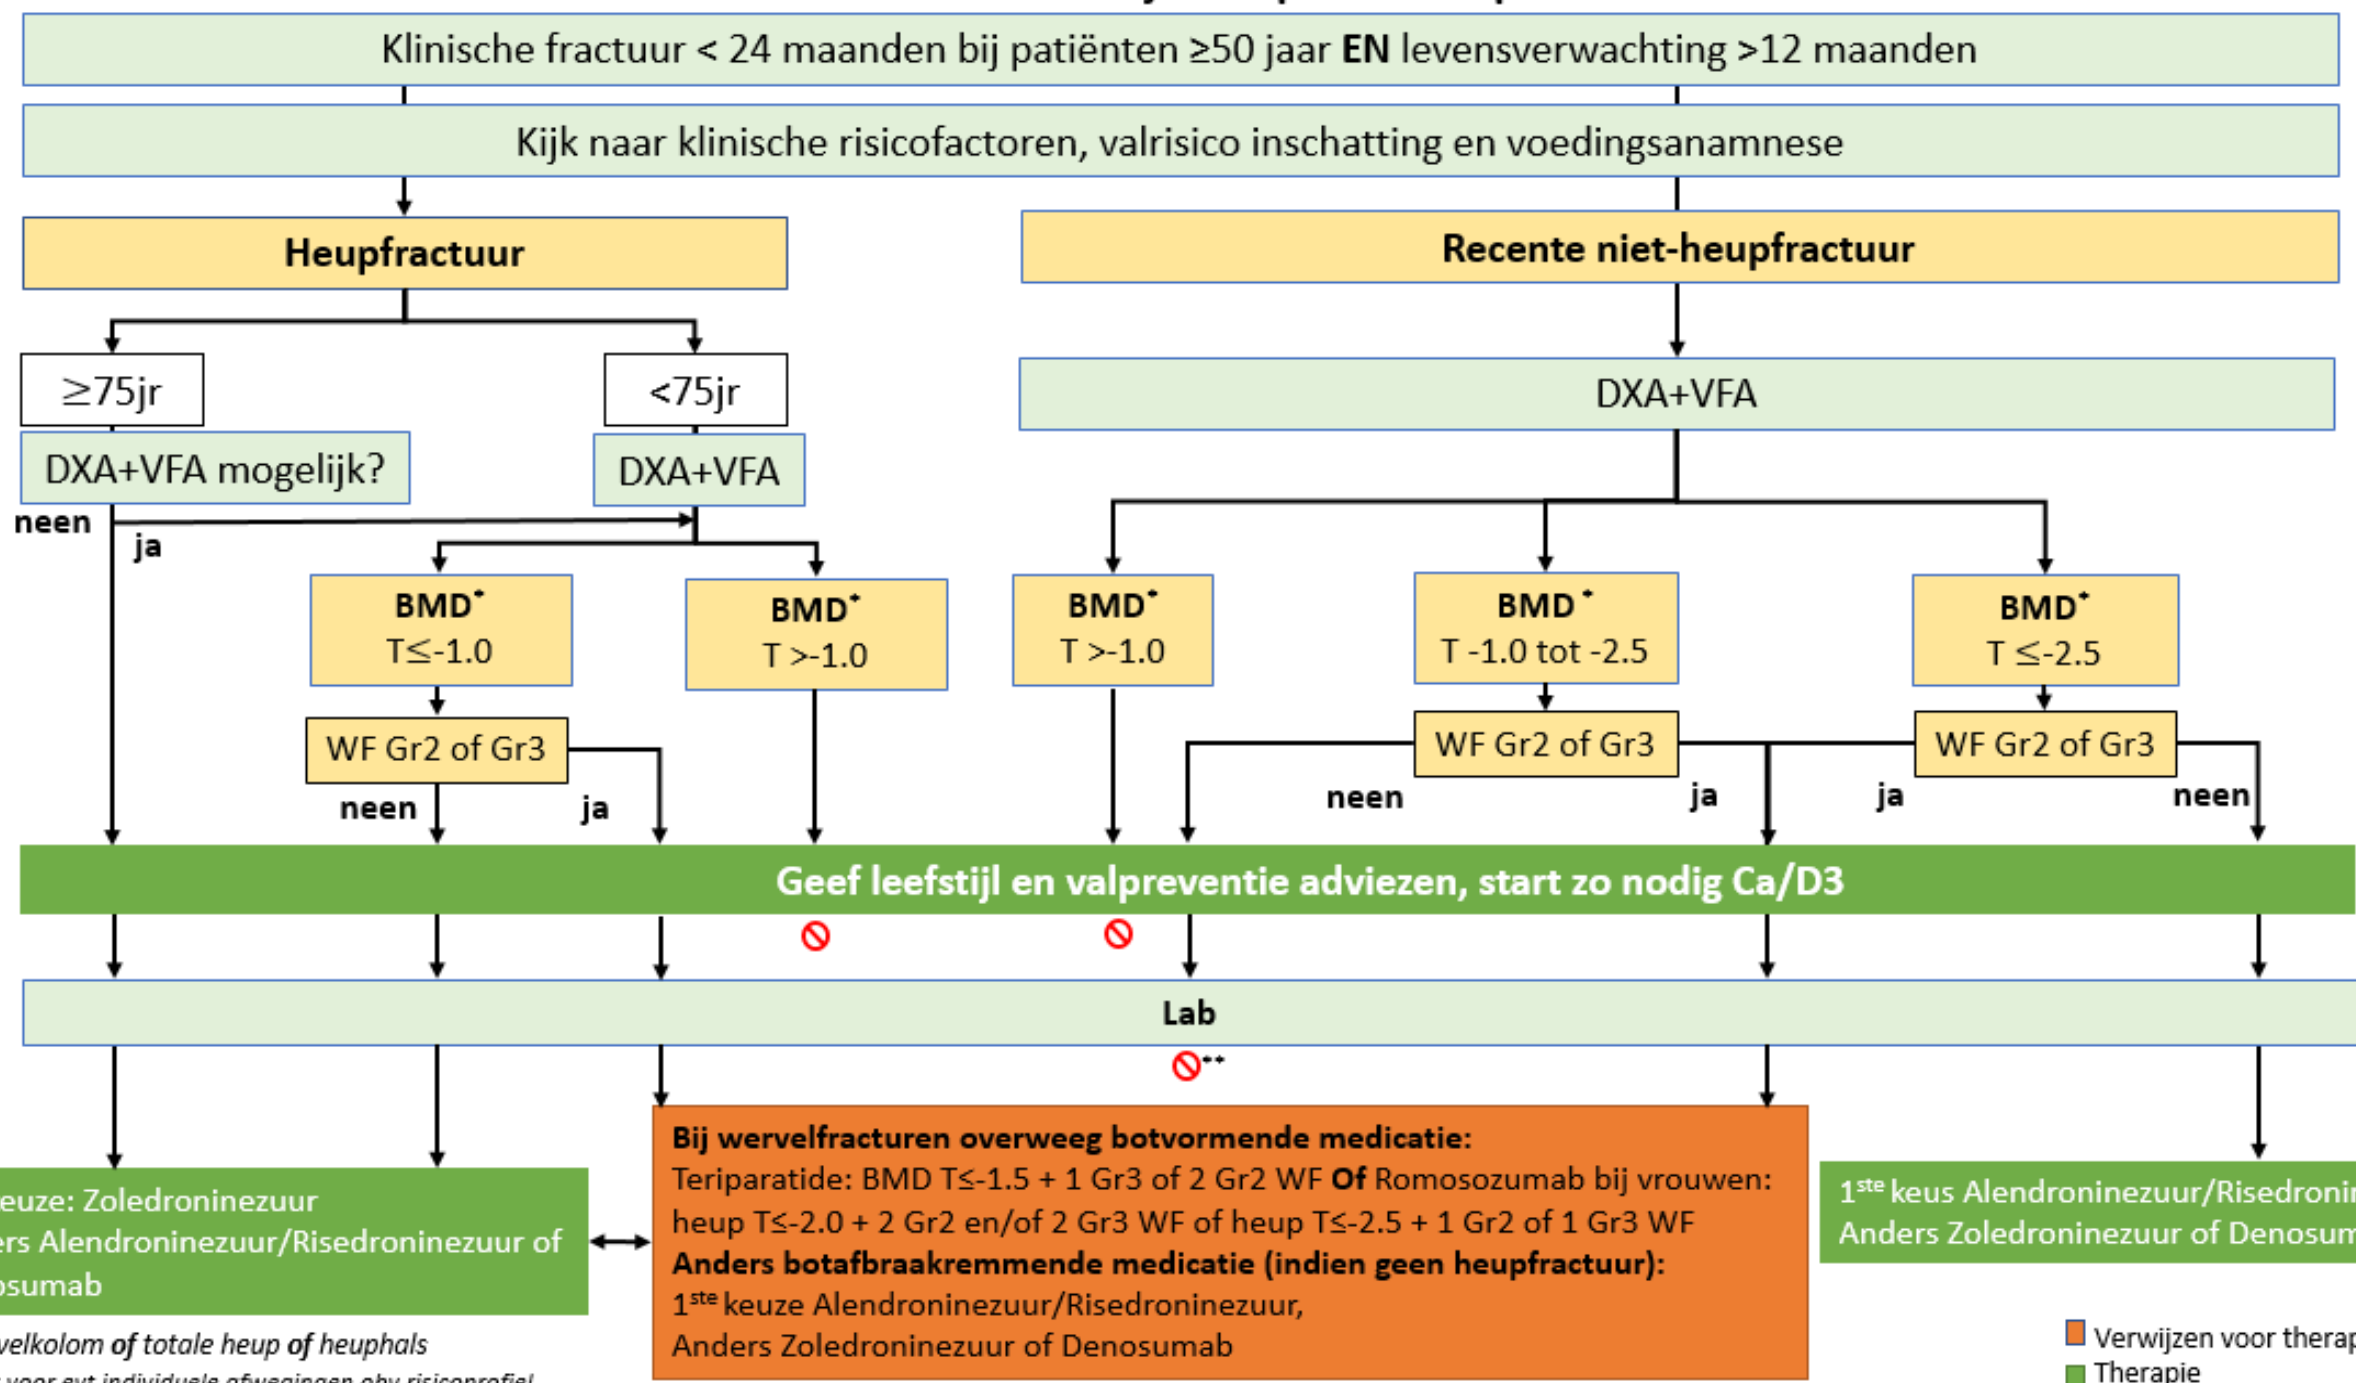 Klinische fractuur < 24 maanden bij patiënten ≥50 jaar EN levensverwachting >12 maanden
Kijk naar klinische risicofactoren, valrisico inschatting en voedingsanamnese
Heupfractuur
Recente niet-heupfractuur
≥75jr
<75jr
DXA+VFA
DXA+VFA mogelijk?
DXA+VFA
neen
ja
BMD*
T≤-1.0
BMD*
T >-1.0
BMD*
T >-1.0
BMD *
T -1.0 tot -2.5
BMD*
T ≤-2.5
WF Gr2 of Gr3
WF Gr2 of Gr3
WF Gr2 of Gr3
neen
ja
neen
ja
ja
neen
Geef leefstijl en valpreventie adviezen, start zo nodig Ca/D3
Lab
**
euze: Zoledroninezuur
ers Alendroninezuur/Risedroninezuur of
osumab
Bij wervelfracturen overweeg botvormende medicatie:
Teriparatide: BMD T≤-1.5 + 1 Gr3 of 2 Gr2 WF Of Romosozumab bij vrouwen:
heup T≤-2.0 + 2 Gr2 en/of 2 Gr3 WF of heup T≤-2.5 + 1 Gr2 of 1 Gr3 WF
Anders botafbraakremmende medicatie (indien geen heupfractuur):
1ste keuze Alendroninezuur/Risedroninezuur,
Anders Zoledroninezuur of Denosumab
1ste keus Alendroninezuur/Risedronin
Anders Zoledroninezuur of Denosum
velkolom of totale heup of heuphals
voor evt individuele afwegingen obv risicoprofiel
Verwijzen voor therap
Therapie